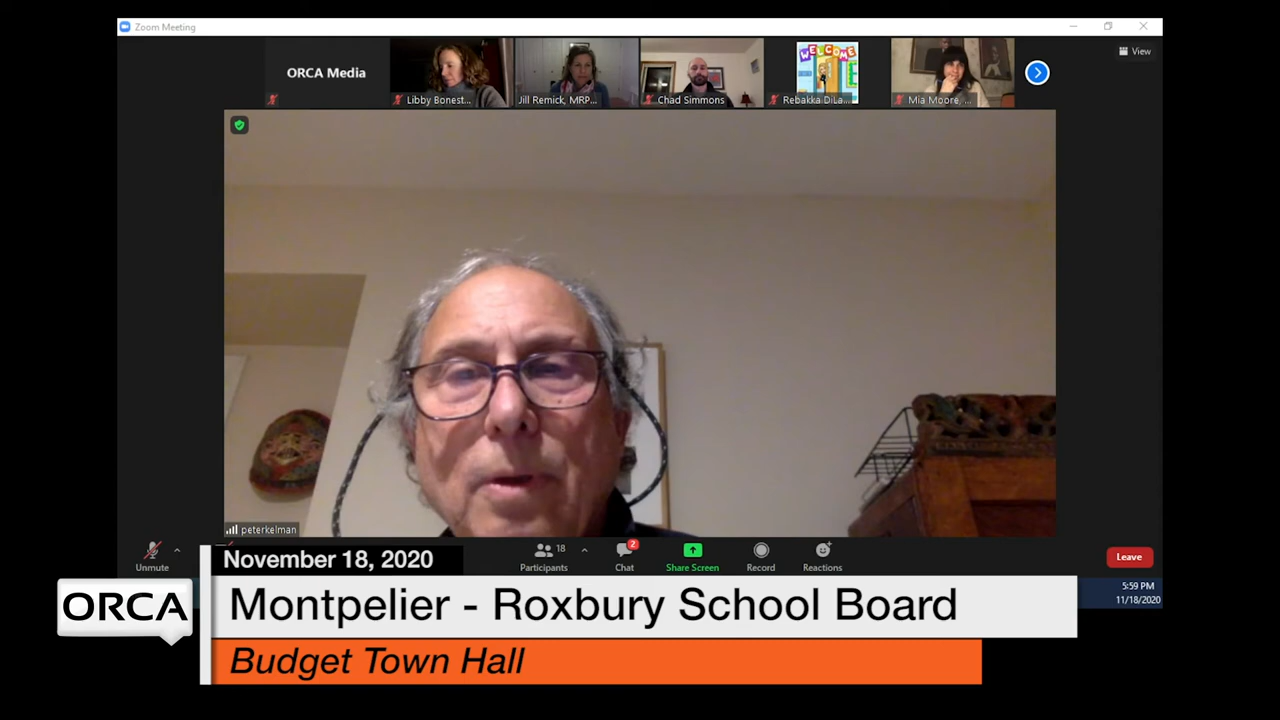 Zoom Meeting
View
ORCA Media
Libby Bonest...
Jill Remick, MRP...
Chad Simmons
WELCOME
Rebakka DiLa...
Mia Moore, ...
peterkelman
Unmute
18
Participants
2
Chat
Share Screen
Record
Reactions
Leave
5:59 PM
11/18/2020
November 18, 2020
ORCA
Montpelier - Roxbury School Board
Budget Town Hall